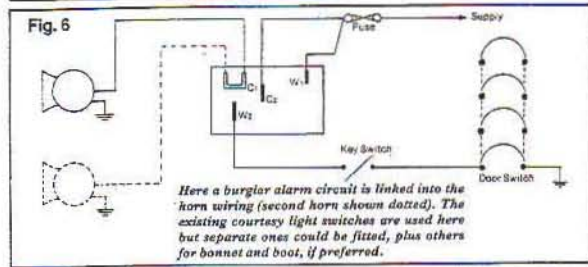 Fig. 6
Supply
Fuse
C1
C2
W1
W2
Key Switch
Door Switch
Here a burglar alarm circuit is linked into the
horn wiring (second horn shown dotted). The
existing courtesy light switches are used here
but separate ones could be fitted, plus others
for bonnet and boot, if preferred.